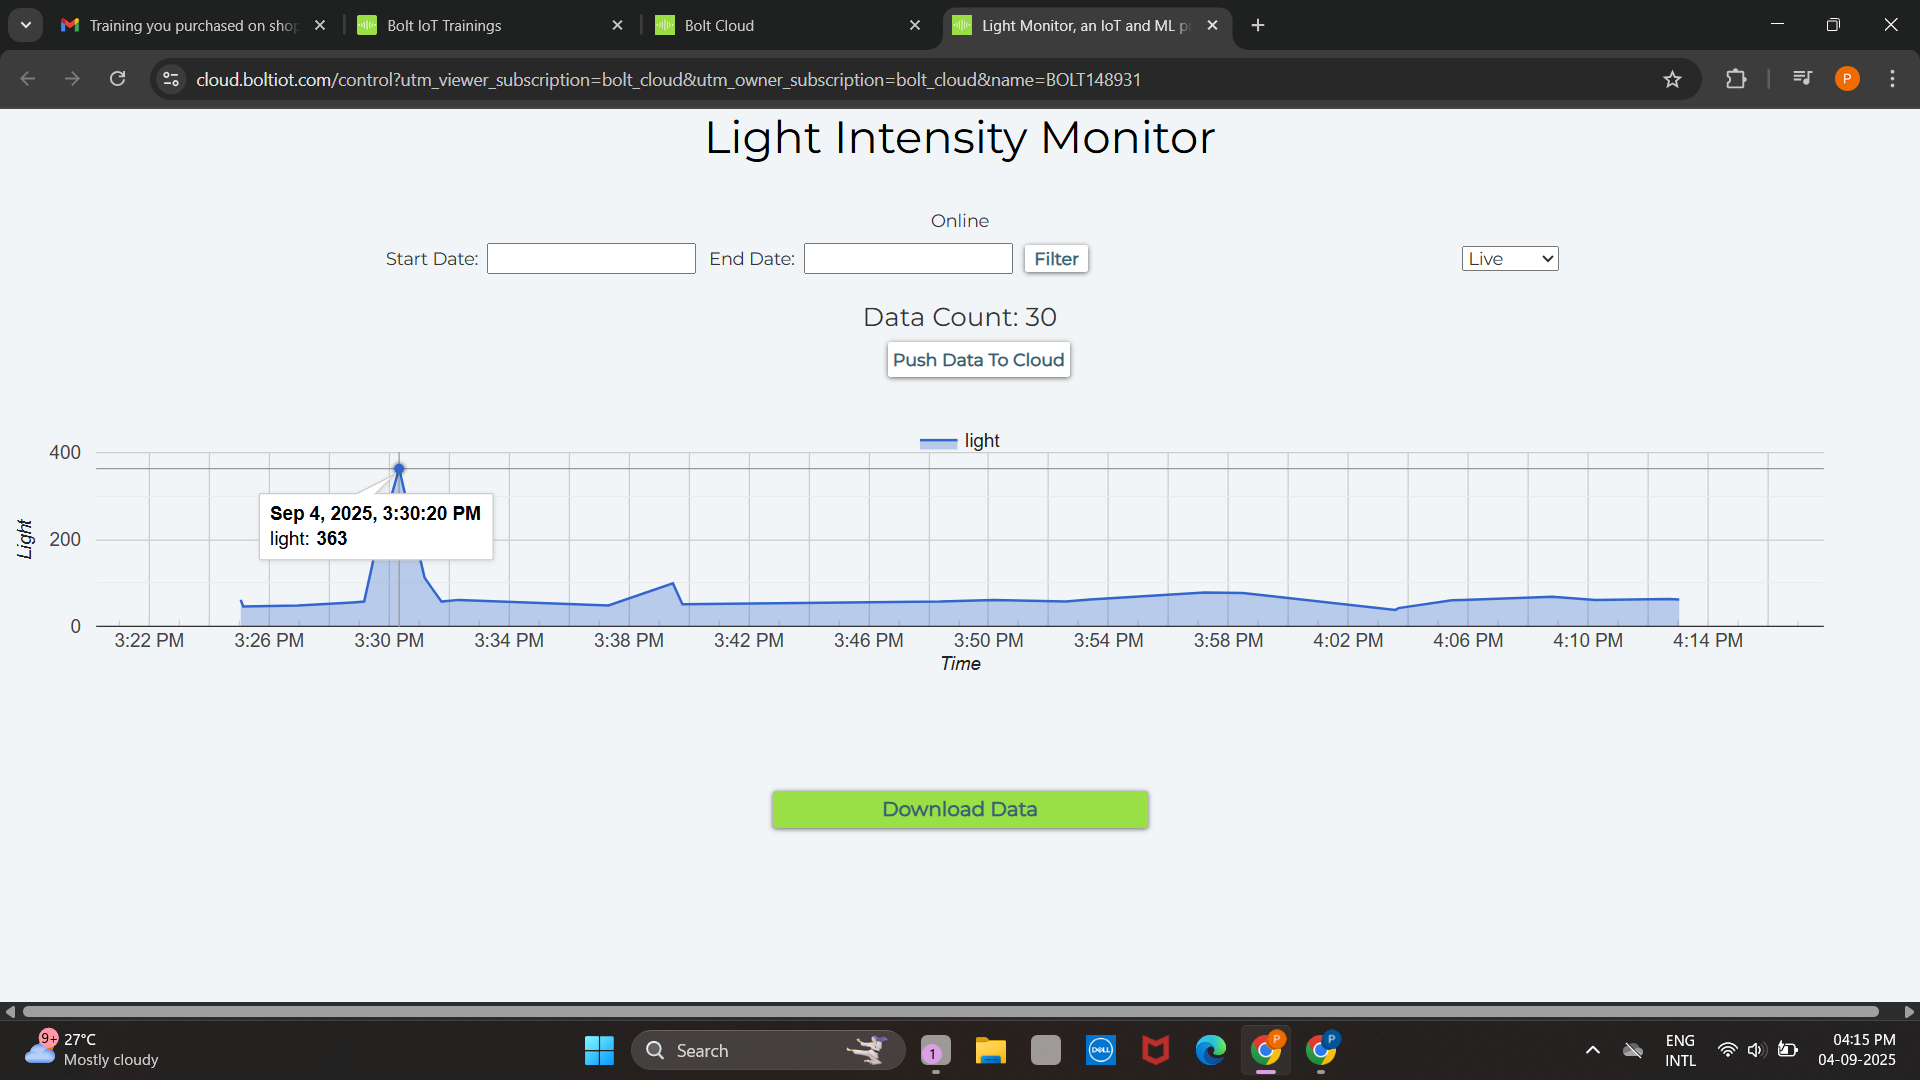 Training you purchased on shop
Bolt IoT Trainings
Bolt Cloud
Light Monitor, an IoT and ML p
cloud.boltiot.com/control?utm_viewer_subscription=bolt_cloud&utm_owner_subscription=bolt_cloud&name=BOLT148931
P
Light Intensity Monitor
Online
Start Date: End Date: Filter Live
Data Count: 30
Push Data To Cloud
light
400
200
0
Light
Sep 4, 2025, 3:30:20 PM
light: 363
3:22 PM 3:26 PM 3:30 PM 3:34 PM 3:38 PM 3:42 PM 3:46 PM 3:50 PM 3:54 PM 3:58 PM 4:02 PM 4:06 PM 4:10 PM 4:14 PM
Time
Download Data
9+
27°C
Mostly cloudy
Search
1
DELL
P
P
ENG
INTL
04:15 PM
04-09-2025